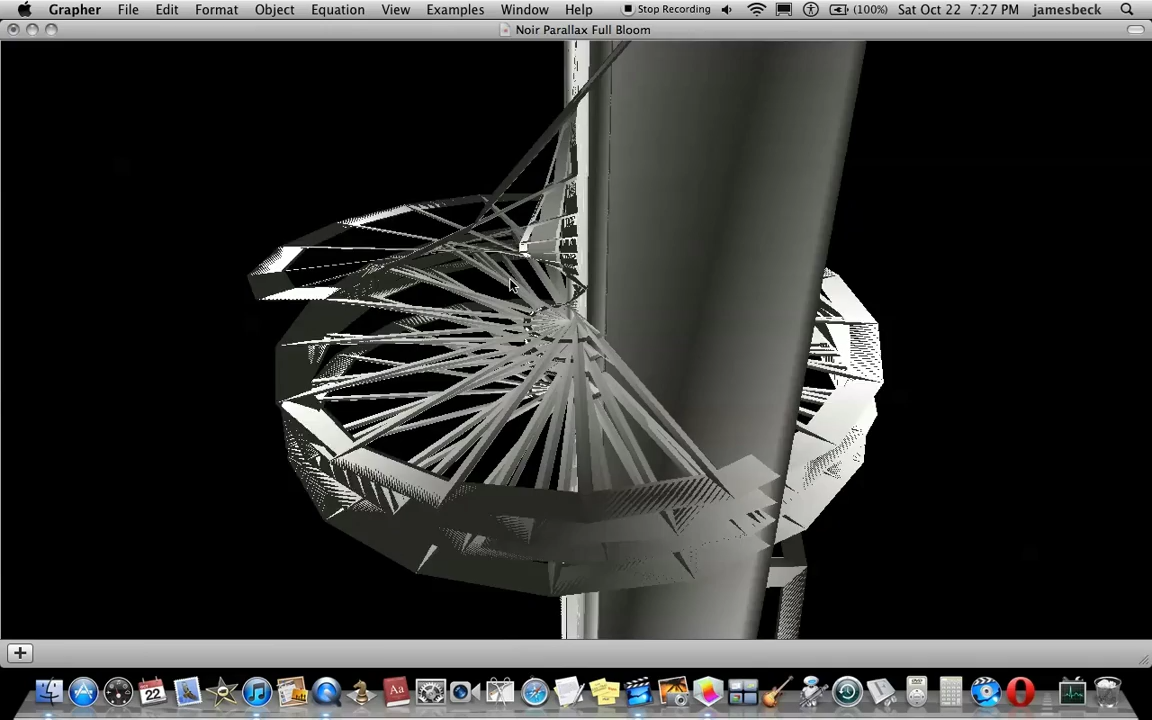 Grapher File Edit Format Object Equation View Examples Window Help Stop Recording (100%) Sat Oct 22 7:27 PM jamesbeck
Noir Parallax Full Bloom
22 Aa